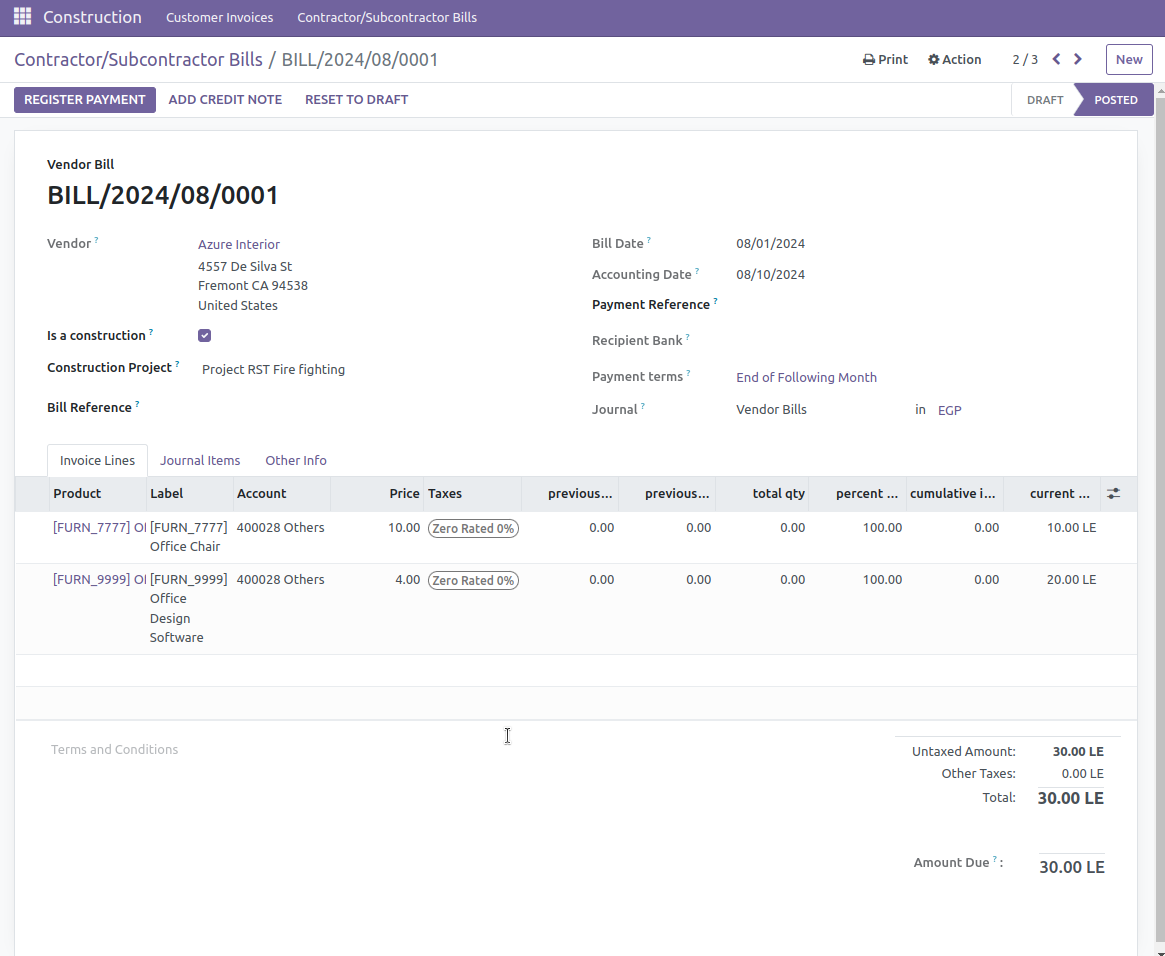 Construction Customer Invoices Contractor/Subcontractor Bills
Contractor/Subcontractor Bills / BILL/2024/08/0001 Print Action 2 / 3 New
REGISTER PAYMENT ADD CREDIT NOTE RESET TO DRAFT DRAFT POSTED
Vendor Bill
BILL/2024/08/0001
Vendor ? Azure Interior Bill Date ? 08/01/2024
4557 De Silva St
Fremont CA 94538 Accounting Date ? 08/10/2024
United States Payment Reference ?
Is a construction ? Recipient Bank ?
Construction Project ? Project RST Fire fighting Payment terms ? End of Following Month
Bill Reference ? Journal ? Vendor Bills in EGP
Invoice Lines Journal Items Other Info
Product Label Account Price Taxes previous... previous... total qty percent ... cumulative i... current ...
[FURN_7777] Of [FURN_7777] 400028 Others 10.00 Zero Rated 0% 0.00 0.00 0.00 100.00 0.00 10.00 LE
Office Chair
[FURN_9999] Of [FURN_9999] 400028 Others 4.00 Zero Rated 0% 0.00 0.00 0.00 100.00 0.00 20.00 LE
Office
Design
Software
Terms and Conditions Untaxed Amount: 30.00 LE
Other Taxes: 0.00 LE
Total: 30.00 LE
Amount Due ? : 30.00 LE